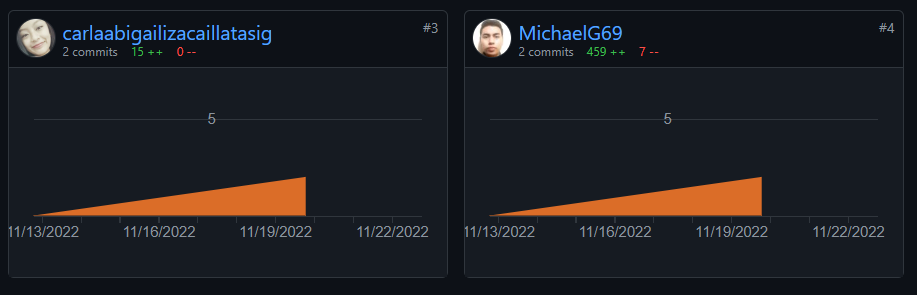 carlaabigailizacaillatasig #3
2 commits 15 ++ 0 --
5
11/13/2022 11/16/2022 11/19/2022 11/22/2022
MichaelG69 #4
2 commits 459 ++ 7 --
5
11/13/2022 11/16/2022 11/19/2022 11/22/2022